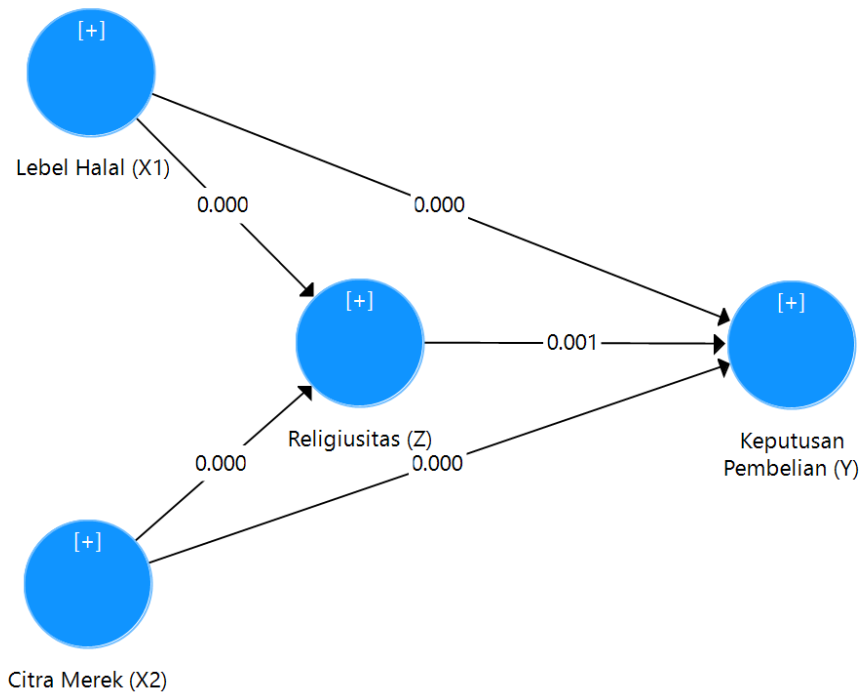 [+]
Lebel Halal (X1)
0.000
0.000
[+]
[+]
0.001
Religiusitas (Z)
Keputusan
Pembelian (Y)
0.000
0.000
[+]
Citra Merek (X2)